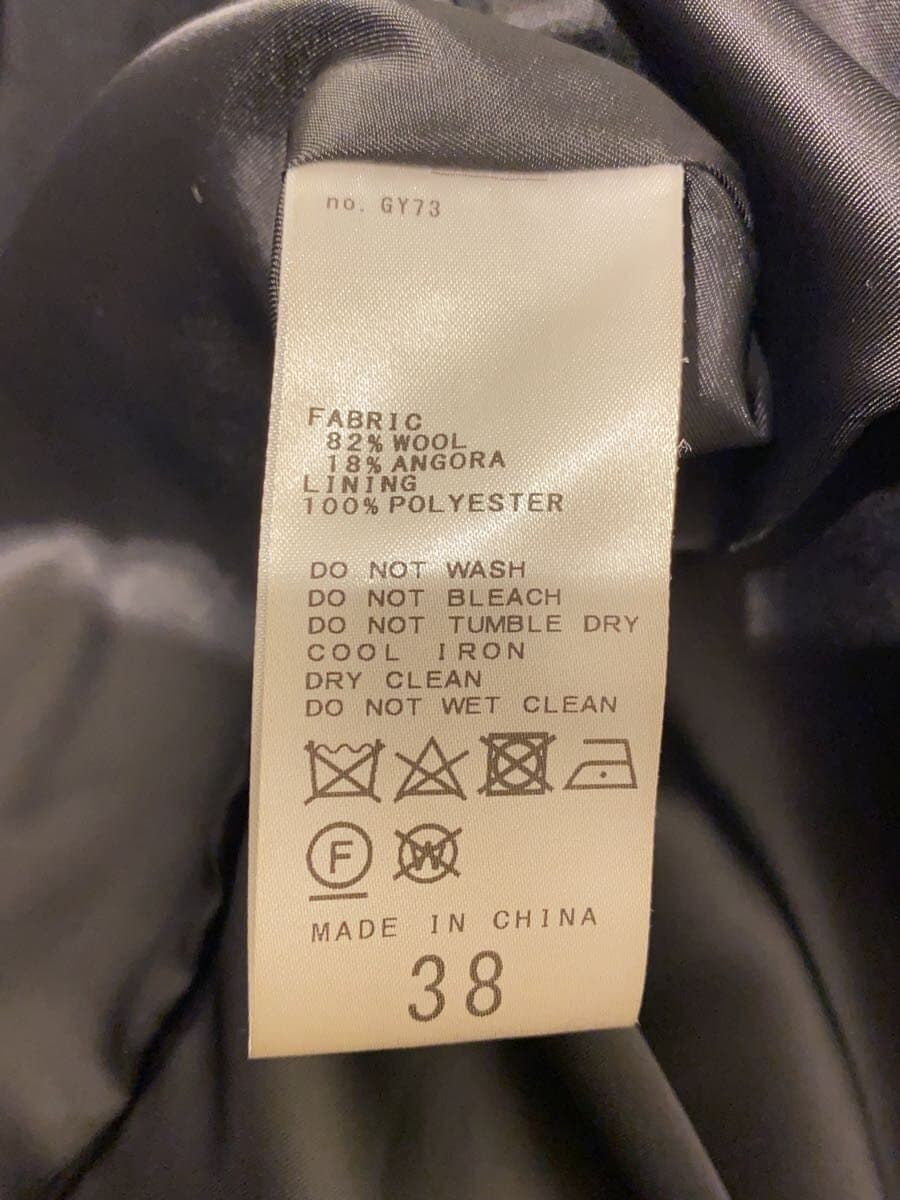 no. GY73
FABRIC
82% WOOL
18% ANGORA
LINING
100% POLYESTER
DO NOT WASH
DO NOT BLEACH
DO NOT TUMBLE DRY
COOL IRON
DRY CLEAN
DO NOT WET CLEAN
F W
MADE IN CHINA
38